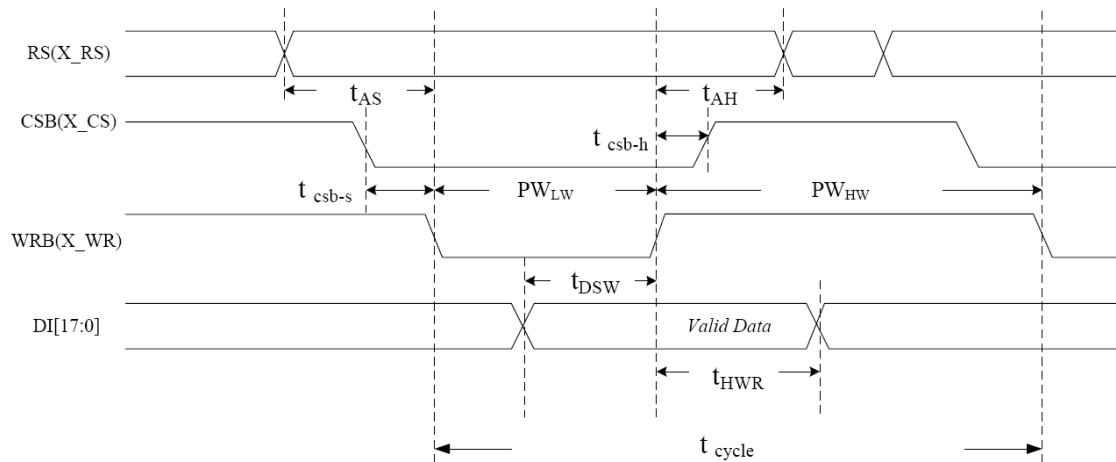 RS(X_RS)
tAS
tAH
CSB(X_CS)
t csb-h
t csb-s
PWLW
PWHW
WRB(X_WR)
tDSW
DI[17:0]
Valid Data
tHWR
t cycle